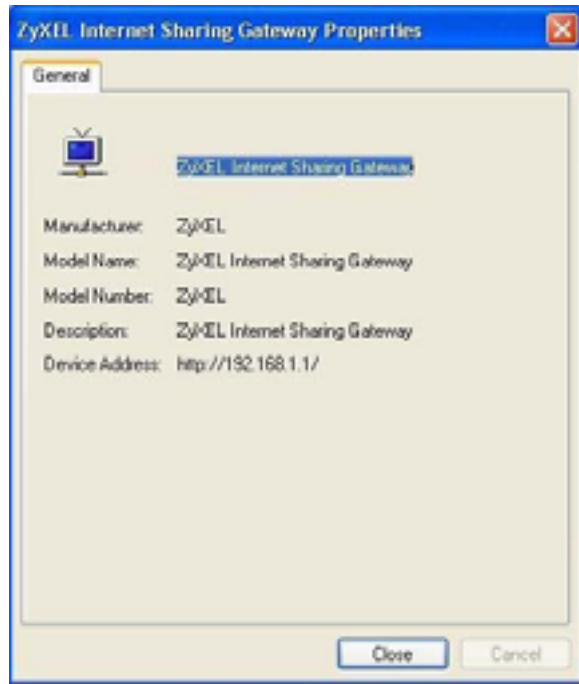 ZyXEL Internet Sharing Gateway Properties
General
ZyXEL Internet Sharing Gateway
Manufacturer: ZyXEL
Model Name: ZyXEL Internet Sharing Gateway
Model Number: ZyXEL
Description: ZyXEL Internet Sharing Gateway
Device Address: http://192.168.1.1/
Close Cancel